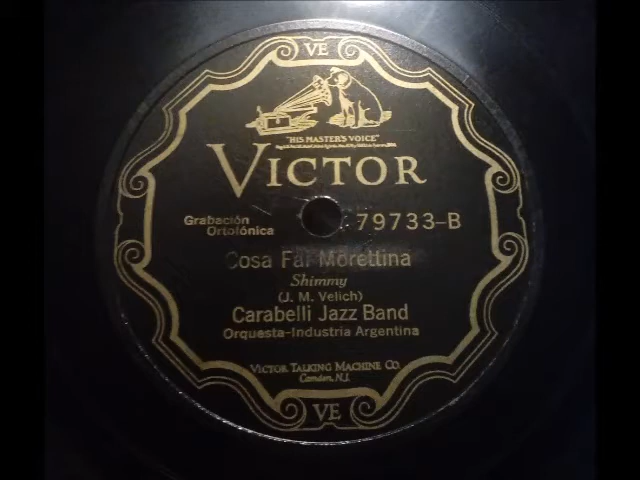 VE
"HIS MASTER'S VOICE"
VICTOR
Grabación
Ortofónica
79733-B
Cosa Fai Morettina
Shimmy
(J. M. Velich)
Carabelli Jazz Band
Orquesta-Industria Argentina
VICTOR TALKING MACHINE CO.
Camden, N.J.
VE